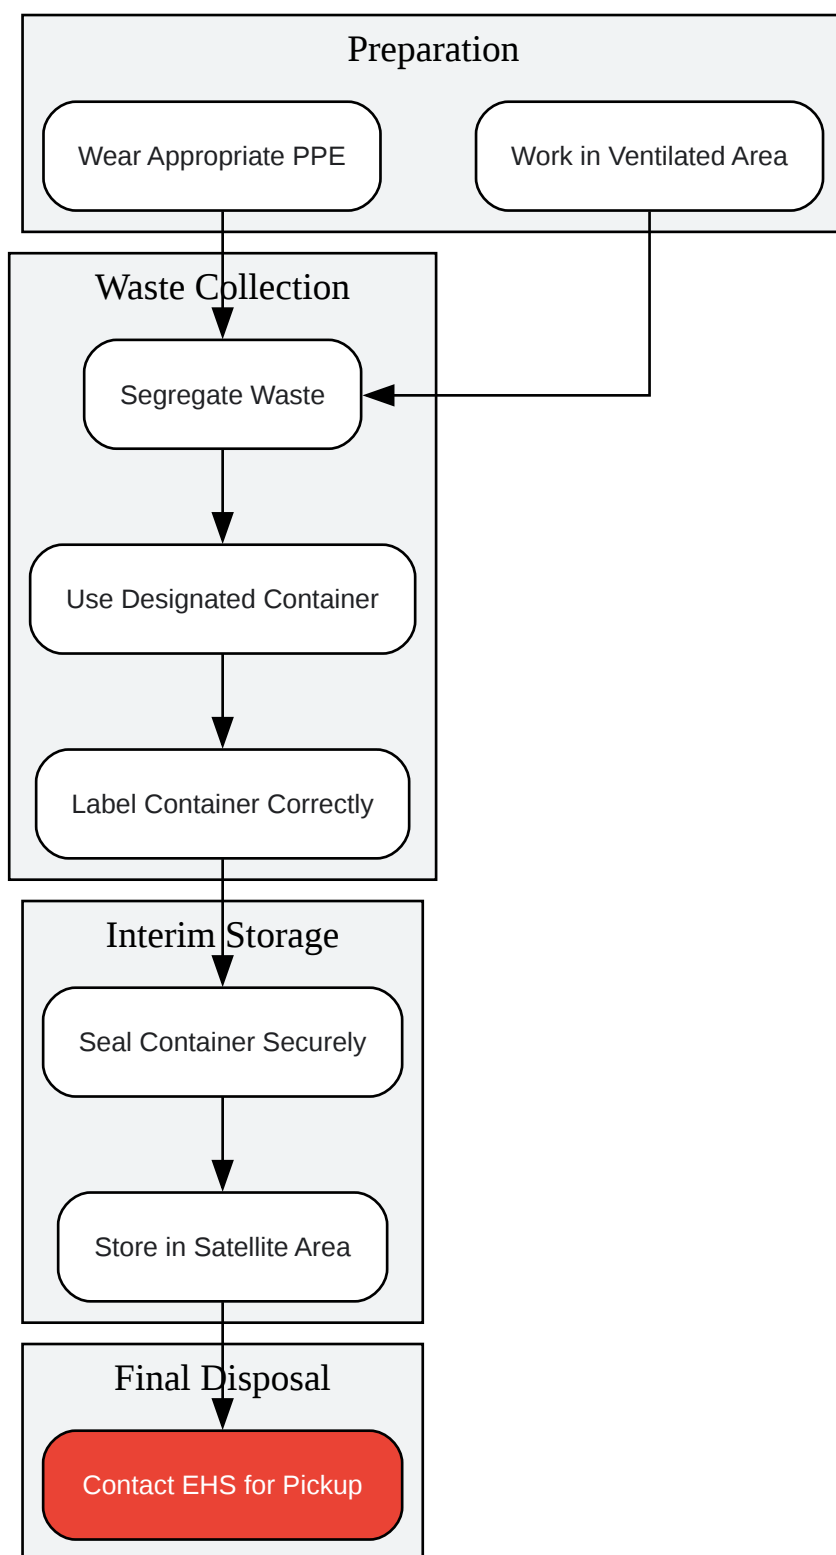 Preparation
Wear Appropriate PPE
Work in Ventilated Area
Waste Collection
Segregate Waste
Use Designated Container
Label Container Correctly
Interim Storage
Seal Container Securely
Store in Satellite Area
Final Disposal
Contact EHS for Pickup